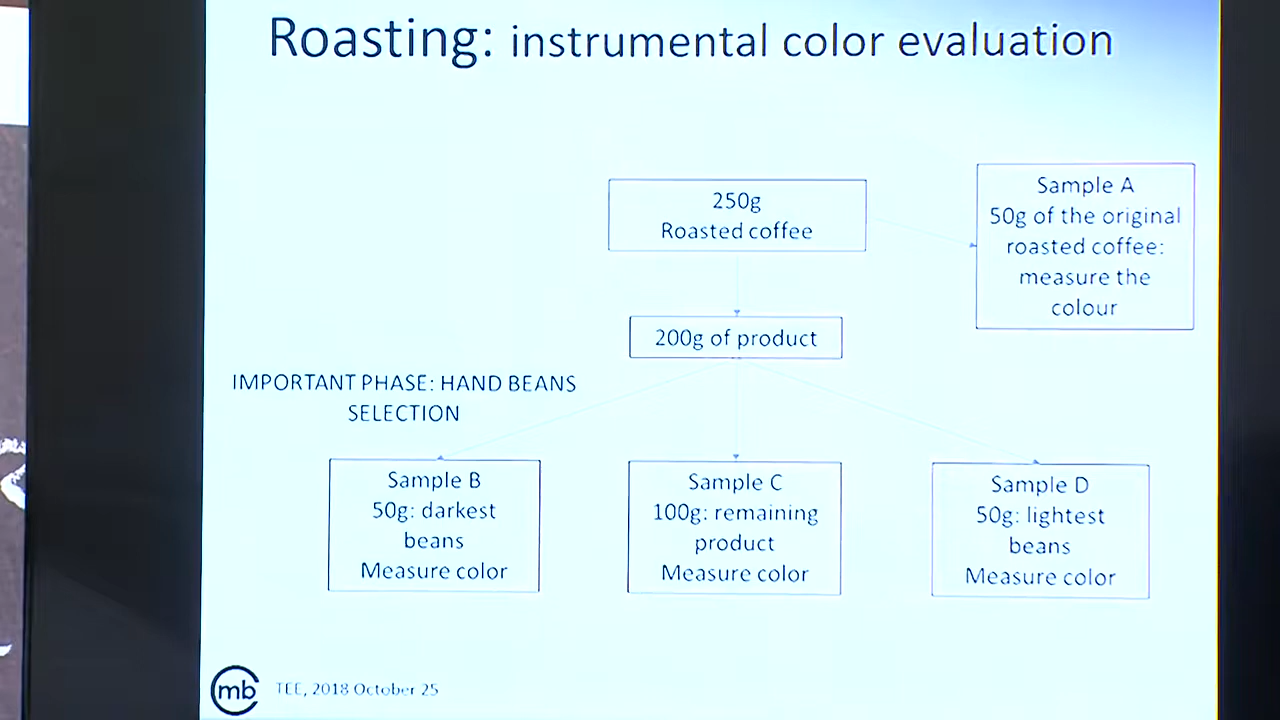 Roasting: instrumental color evaluation
250g
Roasted coffee
Sample A
50g of the original
roasted coffee:
measure the
colour
200g of product
IMPORTANT PHASE: HAND BEANS
SELECTION
Sample B
50g: darkest
beans
Measure color
Sample C
100g: remaining
product
Measure color
Sample D
50g: lightest
beans
Measure color
mb
TEE, 2018 October 25